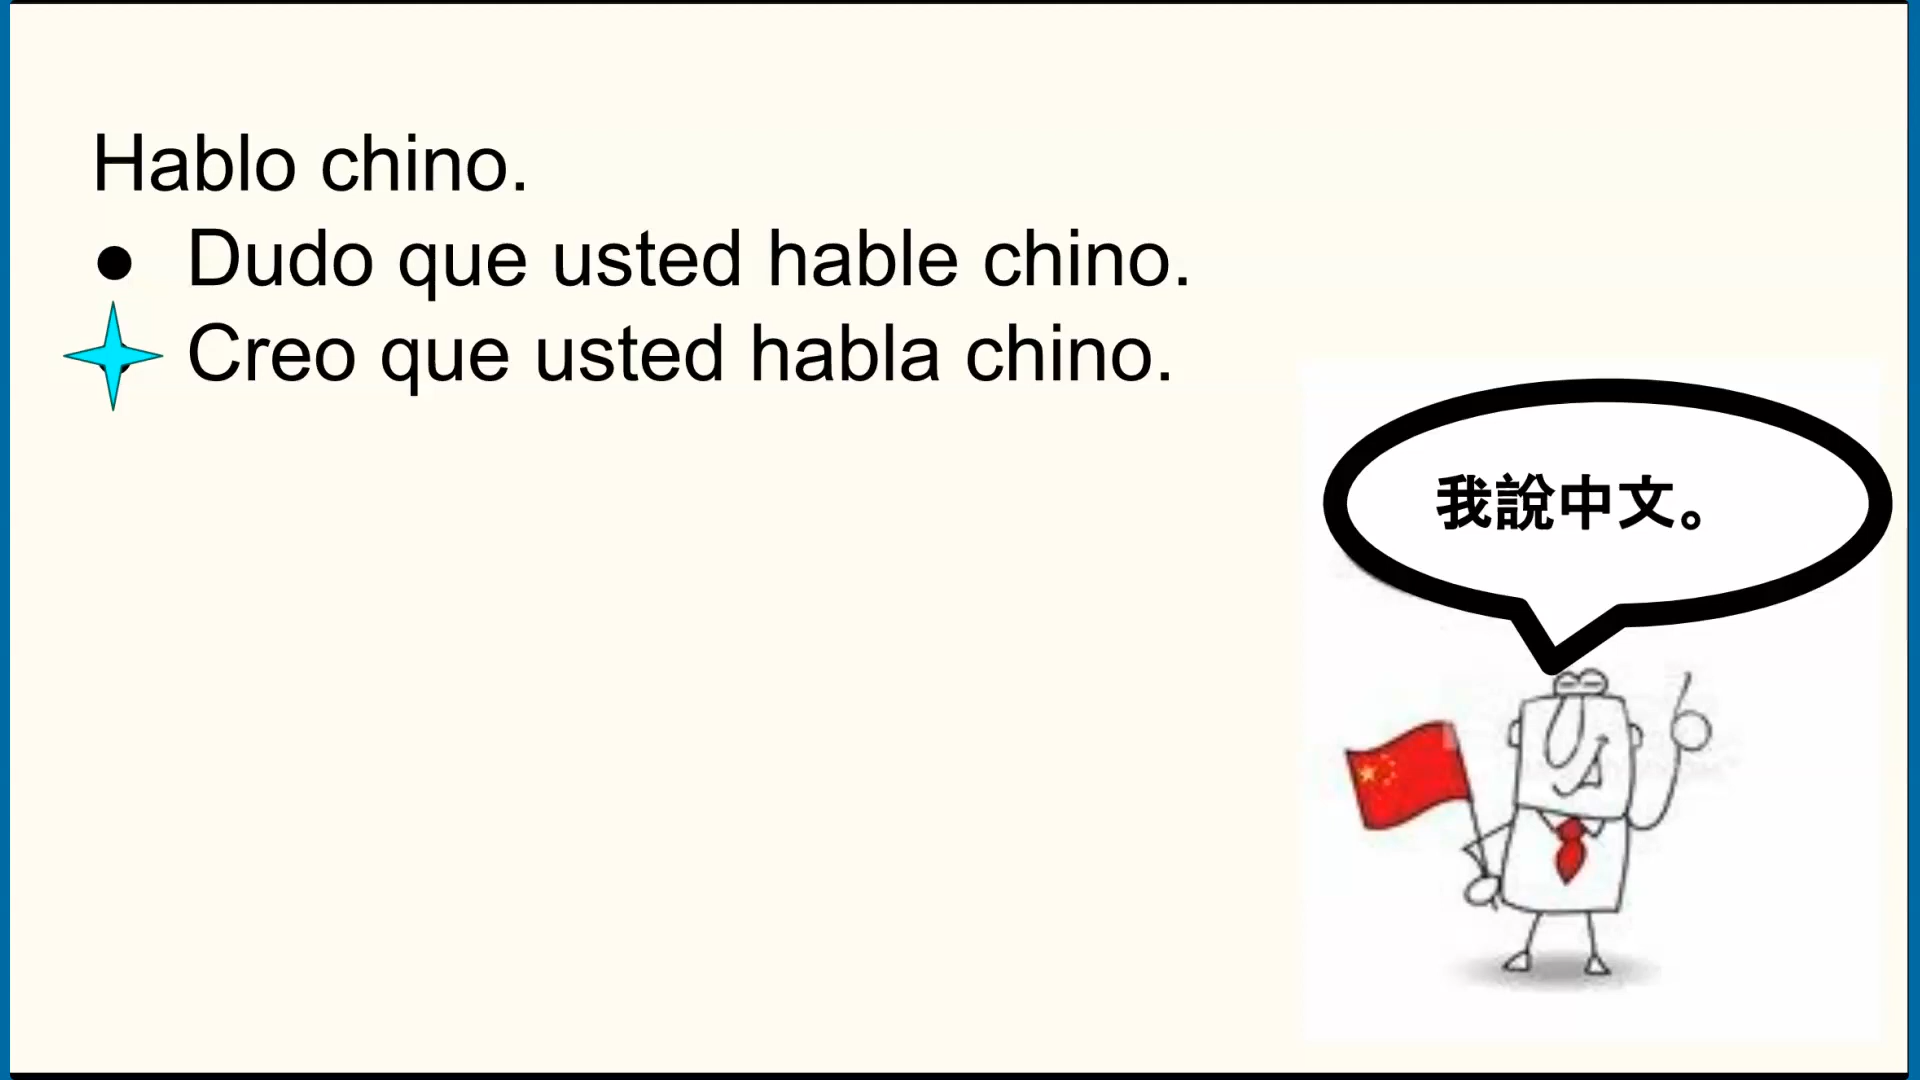 Hablo chino.
● Dudo que usted hable chino.
Creo que usted habla chino.
我說中文。